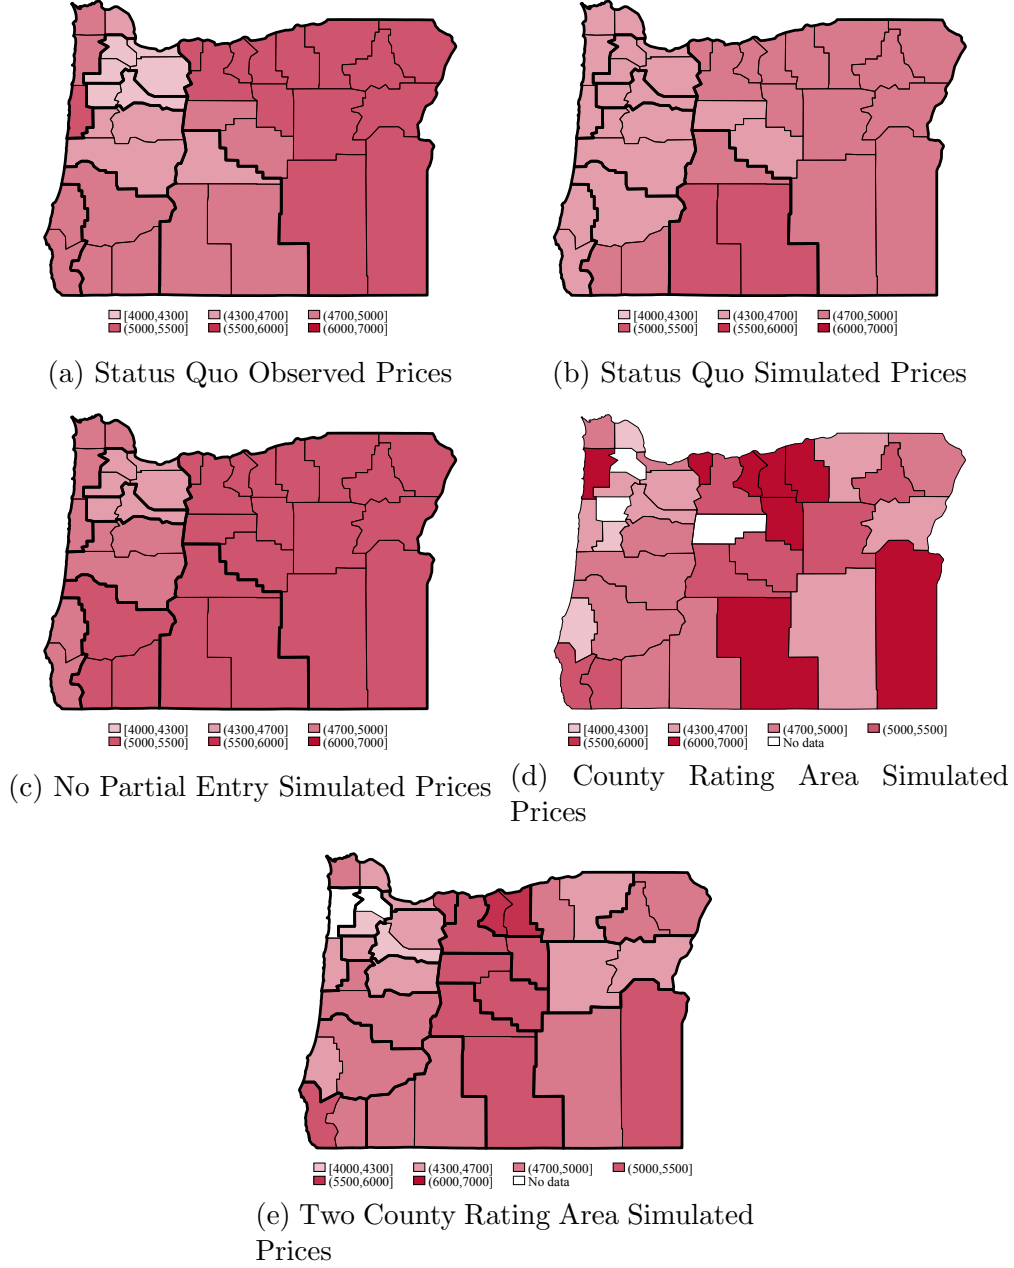 [4000,4300] (4300,4700] (4700,5000]
(5000,5500] (5500,6000] (6000,7000]
(a) Status Quo Observed Prices
[4000,4300] (4300,4700] (4700,5000]
(5000,5500] (5500,6000] (6000,7000]
(b) Status Quo Simulated Prices
[4000,4300] (4300,4700] (4700,5000]
(5000,5500] (5500,6000] (6000,7000]
(c) No Partial Entry Simulated Prices
[4000,4300] (4300,4700] (4700,5000] (5000,5500]
(5500,6000] (6000,7000] No data
(d) County Rating Area Simulated
Prices
[4000,4300] (4300,4700] (4700,5000] (5000,5500]
(5500,6000] (6000,7000] No data
(e) Two County Rating Area Simulated
Prices